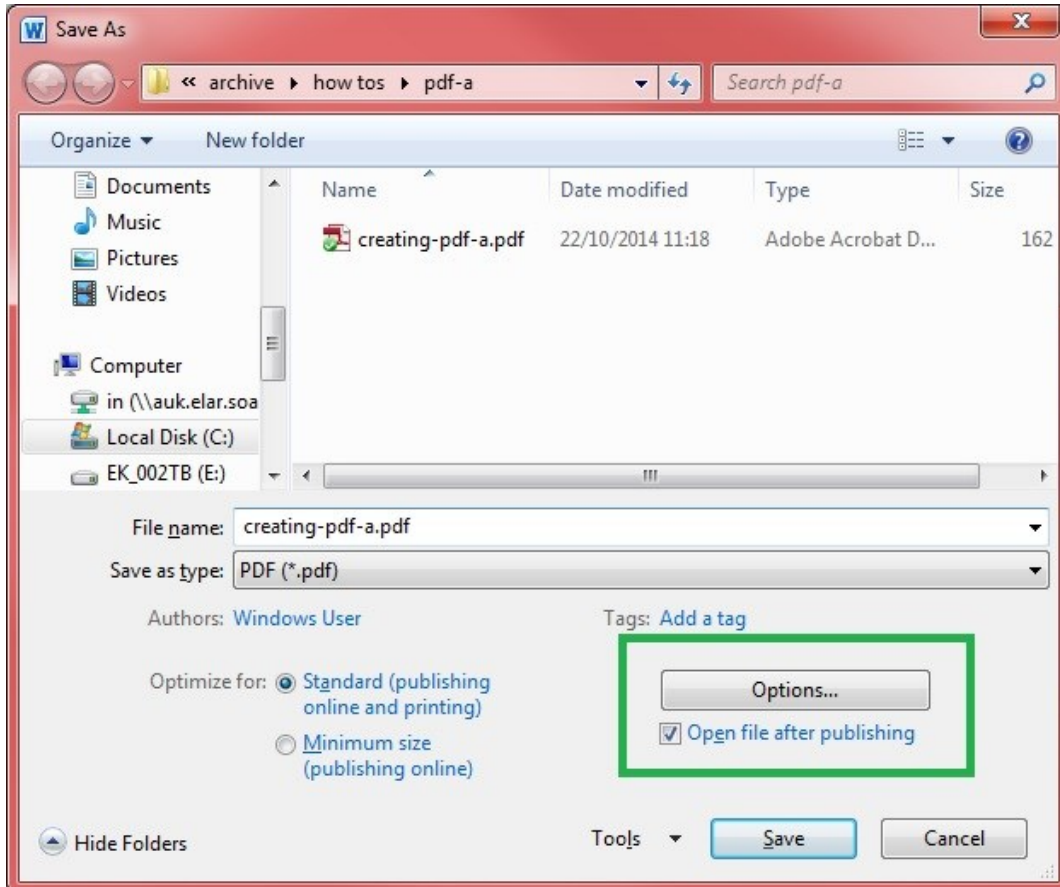 Save As
« archive ▸ how tos ▸ pdf-a Search pdf-a
Organize New folder
Name Date modified Type Size
Documents
Music
Pictures
Videos
Computer
in (\\auk.elar.soa
Local Disk (C:)
EK_002TB (E:)
creating-pdf-a.pdf 22/10/2014 11:18 Adobe Acrobat D... 162
File name: creating-pdf-a.pdf
Save as type: PDF (*.pdf)
Authors: Windows User Tags: Add a tag
Optimize for: Standard (publishing
online and printing)
Minimum size
(publishing online)
Options...
Open file after publishing
Hide Folders Tools Save Cancel